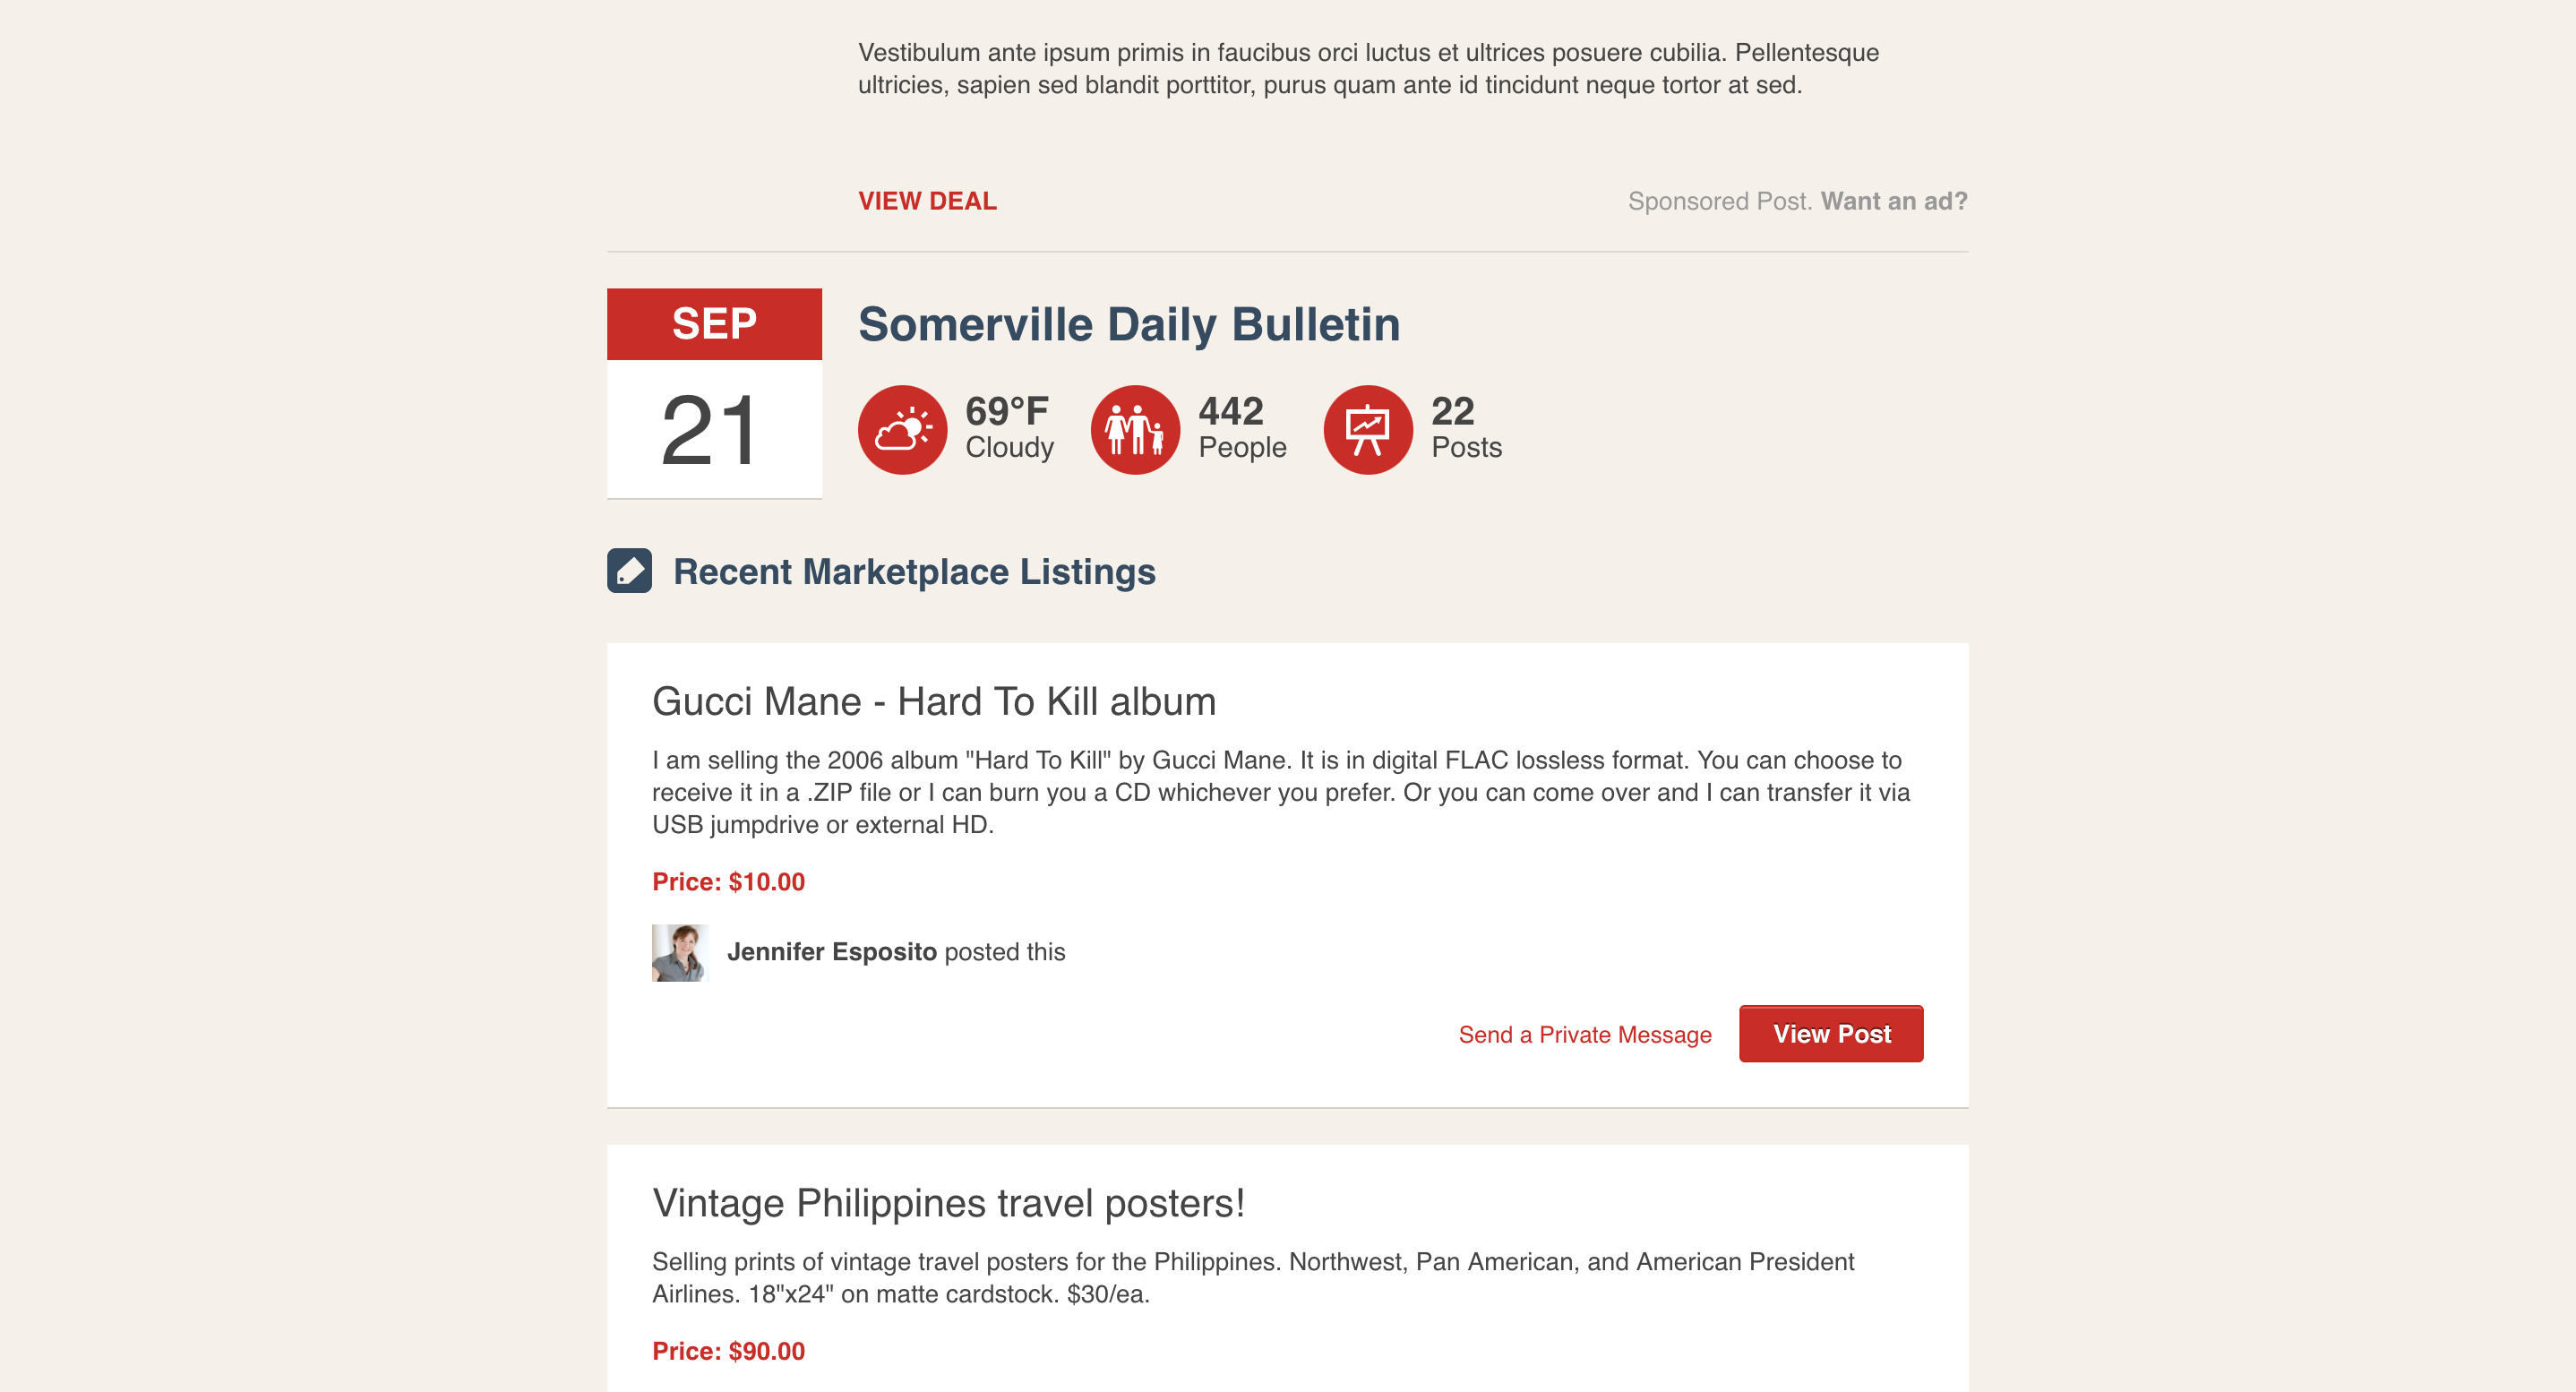 Vestibulum ante ipsum primis in faucibus orci luctus et ultrices posuere cubilia. Pellentesque
ultricies, sapien sed blandit porttitor, purus quam ante id tincidunt neque tortor at sed.
VIEW DEAL
Sponsored Post. Want an ad?
SEP
21
Somerville Daily Bulletin
69°F
Cloudy
442
People
22
Posts
Recent Marketplace Listings
Gucci Mane - Hard To Kill album
I am selling the 2006 album "Hard To Kill" by Gucci Mane. It is in digital FLAC lossless format. You can choose to
receive it in a .ZIP file or I can burn you a CD whichever you prefer. Or you can come over and I can transfer it via
USB jumpdrive or external HD.
Price: $10.00
Jennifer Esposito posted this
Send a Private Message
View Post
Vintage Philippines travel posters!
Selling prints of vintage travel posters for the Philippines. Northwest, Pan American, and American President
Airlines. 18"x24" on matte cardstock. $30/ea.
Price: $90.00